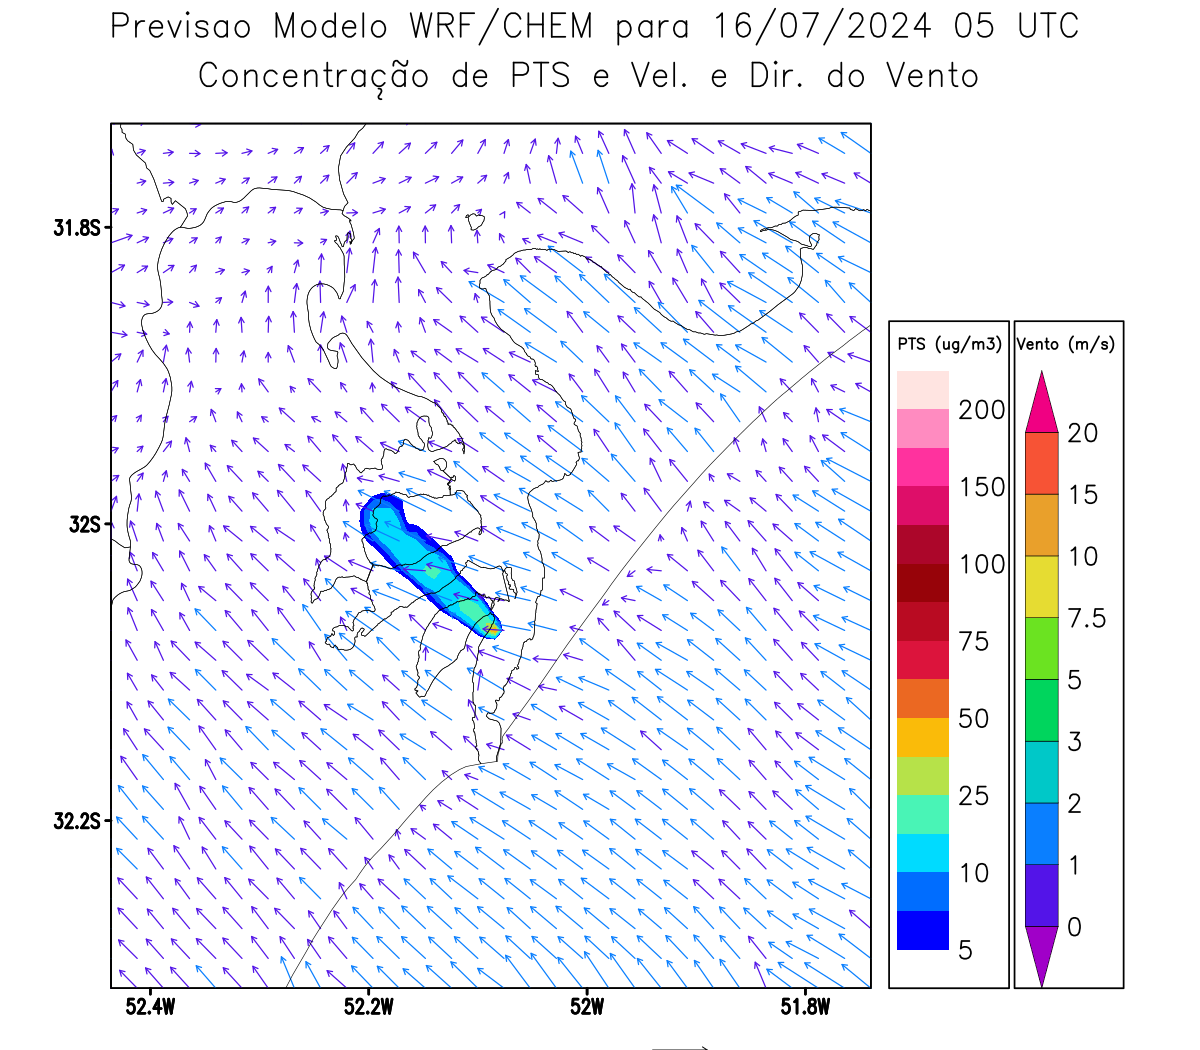 Previsao Modelo WRF/CHEM para 16/07/2024 05 UTC
Concentração de PTS e Vel. e Dir. do Vento
31.8S
32S
32.2S
52.4W
52.2W
52W
51.8W
PTS (ug/m3)
200
150
100
75
50
25
10
5
Vento (m/s)
20
15
10
7.5
5
3
2
1
0